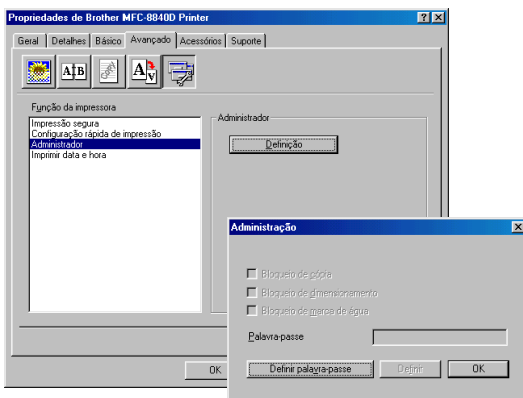 Propriedades de Brother MFC-8840D Printer
Geral Detalhes Básico Avançado Acessórios Suporte
Função da impressora
Impressão segura
Configuração rápida de impressão
Administrador
Imprimir data e hora
Administrador
Definição
OK
Administração
Bloqueio de cópia
Bloqueio de dimensionamento
Bloqueio de marca de água
Palavra-passe
Definir palavra-passe Definir OK